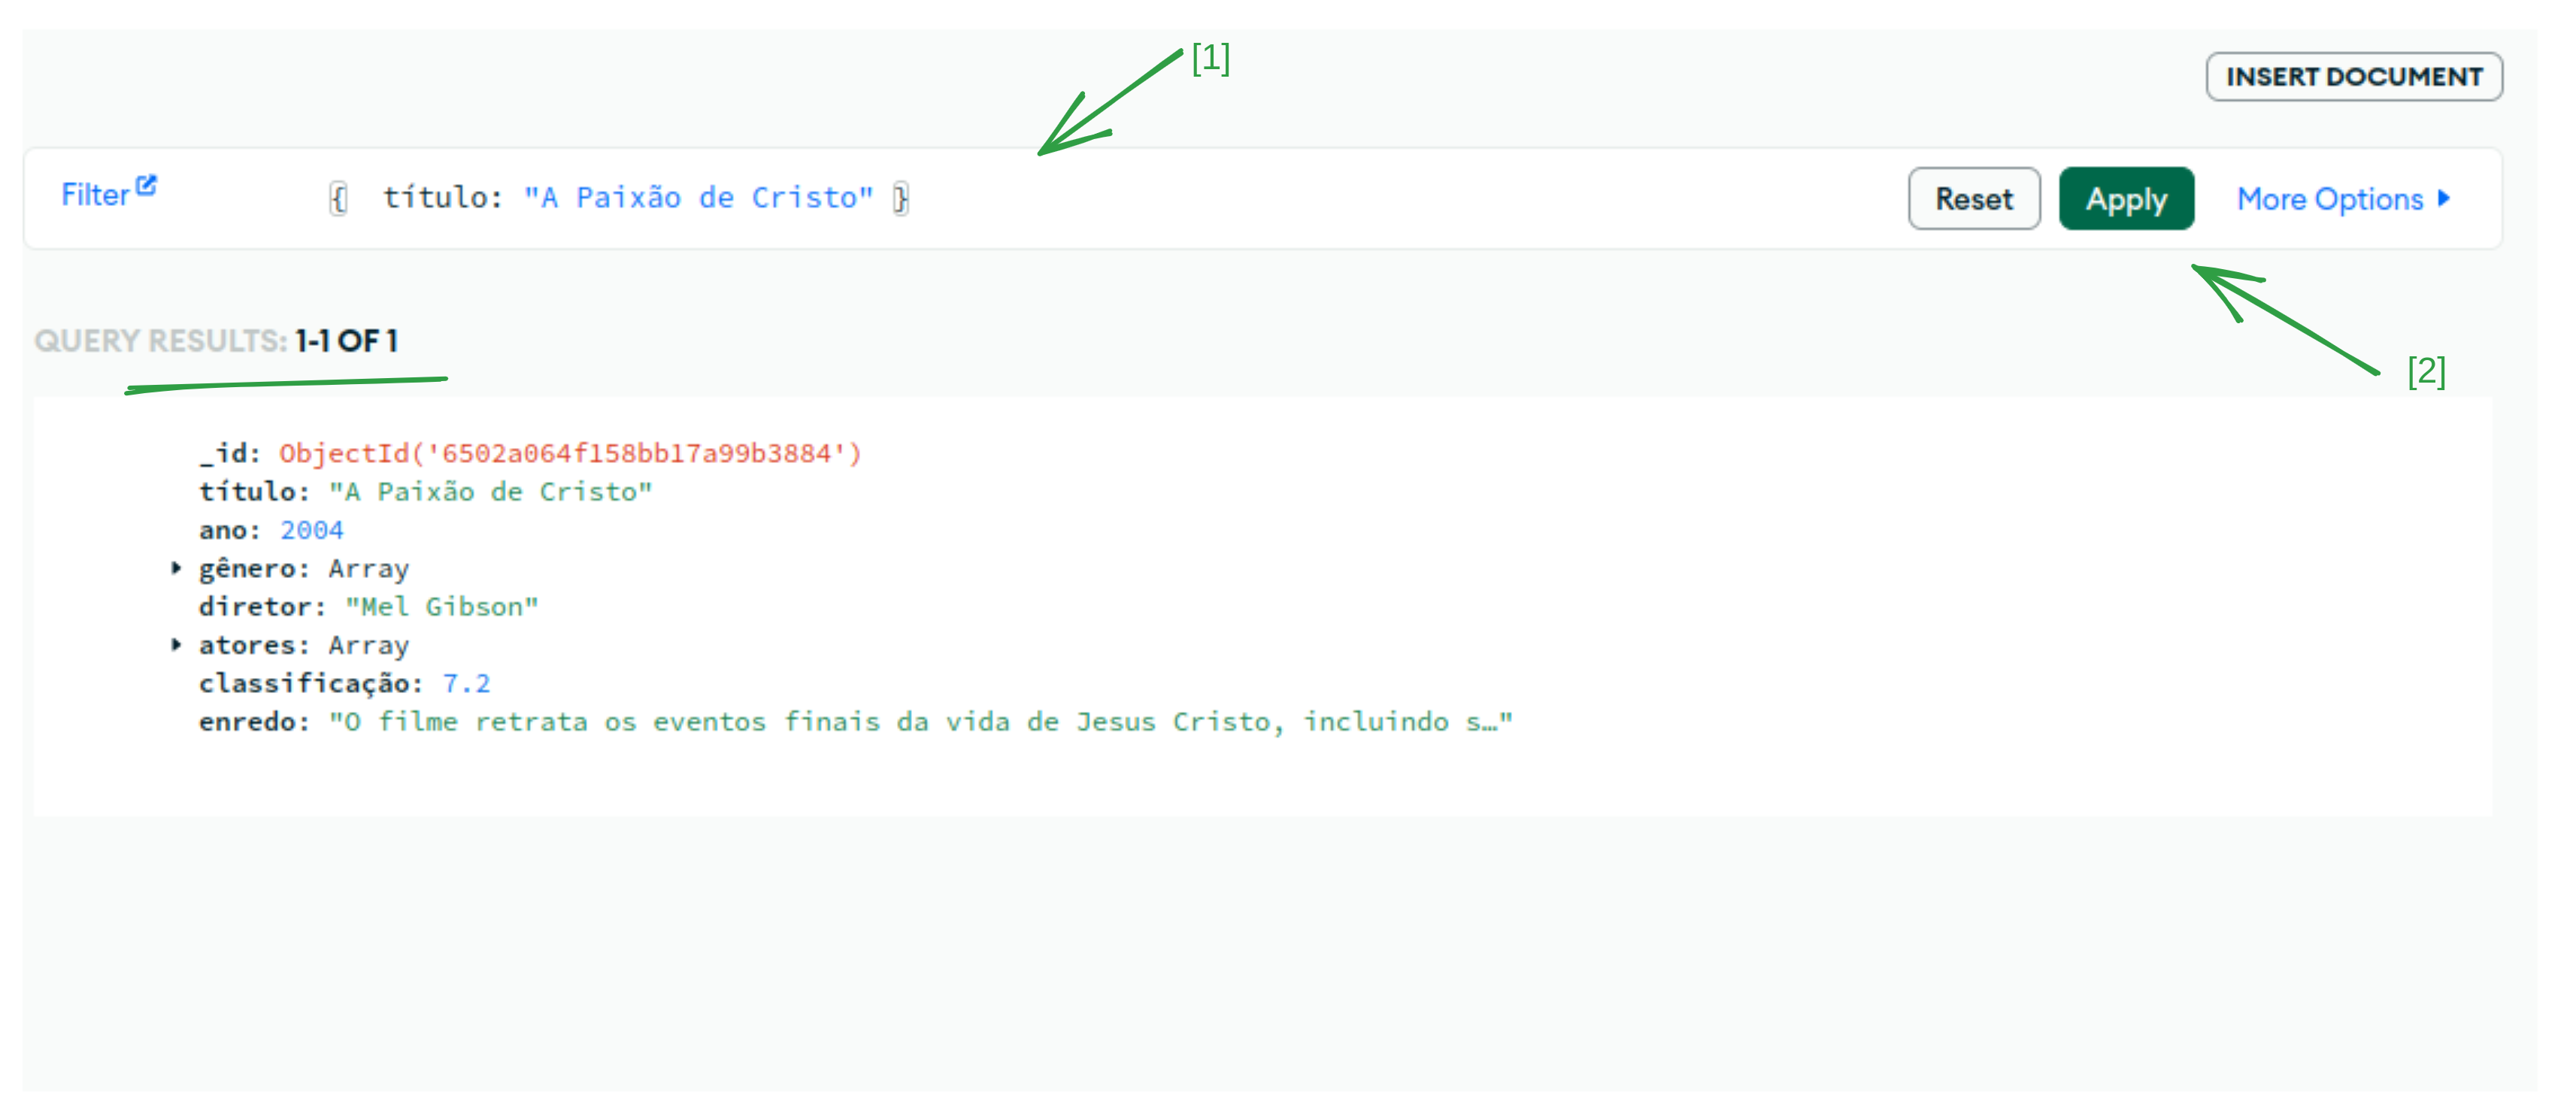 [1]
INSERT DOCUMENT
Filter { título: "A Paixão de Cristo" } Reset Apply More Options
QUERY RESULTS: 1-1 OF 1
[2]
_id: ObjectId('6502a064f158bb17a99b3884')
título: "A Paixão de Cristo"
ano: 2004
gênero: Array
diretor: "Mel Gibson"
atores: Array
classificação: 7.2
enredo: "O filme retrata os eventos finais da vida de Jesus Cristo, incluindo s…"